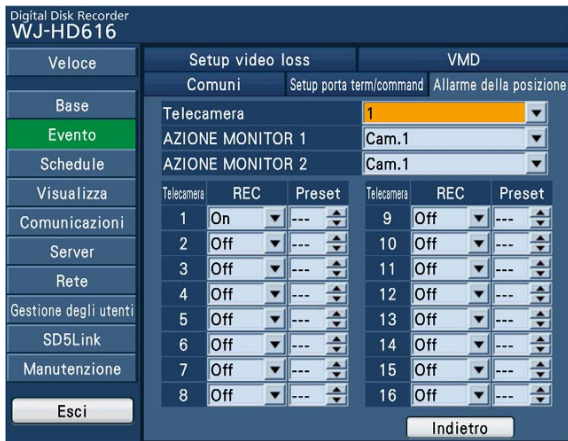 Digital Disk Recorder
WJ-HD616
Veloce
Base
Evento
Schedule
Visualizza
Comunicazioni
Server
Rete
Gestione degli utenti
SD5Link
Manutenzione
Esci
Setup video loss VMD
Comuni Setup porta term/command Allarme della posizione
Telecamera 1
AZIONE MONITOR 1 Cam.1
AZIONE MONITOR 2 Cam.1
Telecamera REC Preset Telecamera REC Preset
1 On --- 9 Off ---
2 Off --- 10 Off ---
3 Off --- 11 Off ---
4 Off --- 12 Off ---
5 Off --- 13 Off ---
6 Off --- 14 Off ---
7 Off --- 15 Off ---
8 Off --- 16 Off ---
Indietro